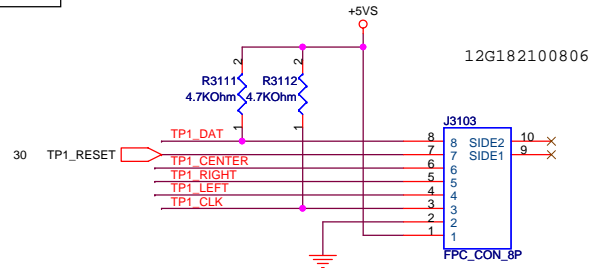 +5VS
12G182100806
2 2
R3111 R3112
4.7KOhm 4.7KOhm
1 1
J3103
TP1_DAT 8 8 SIDE2 10
30 TP1_RESET 7 7 SIDE1 9
TP1_CENTER 6 6
TP1_RIGHT 5 5
TP1_LEFT 4 4
TP1_CLK 3 3
2 2
1 1
FPC_CON_8P